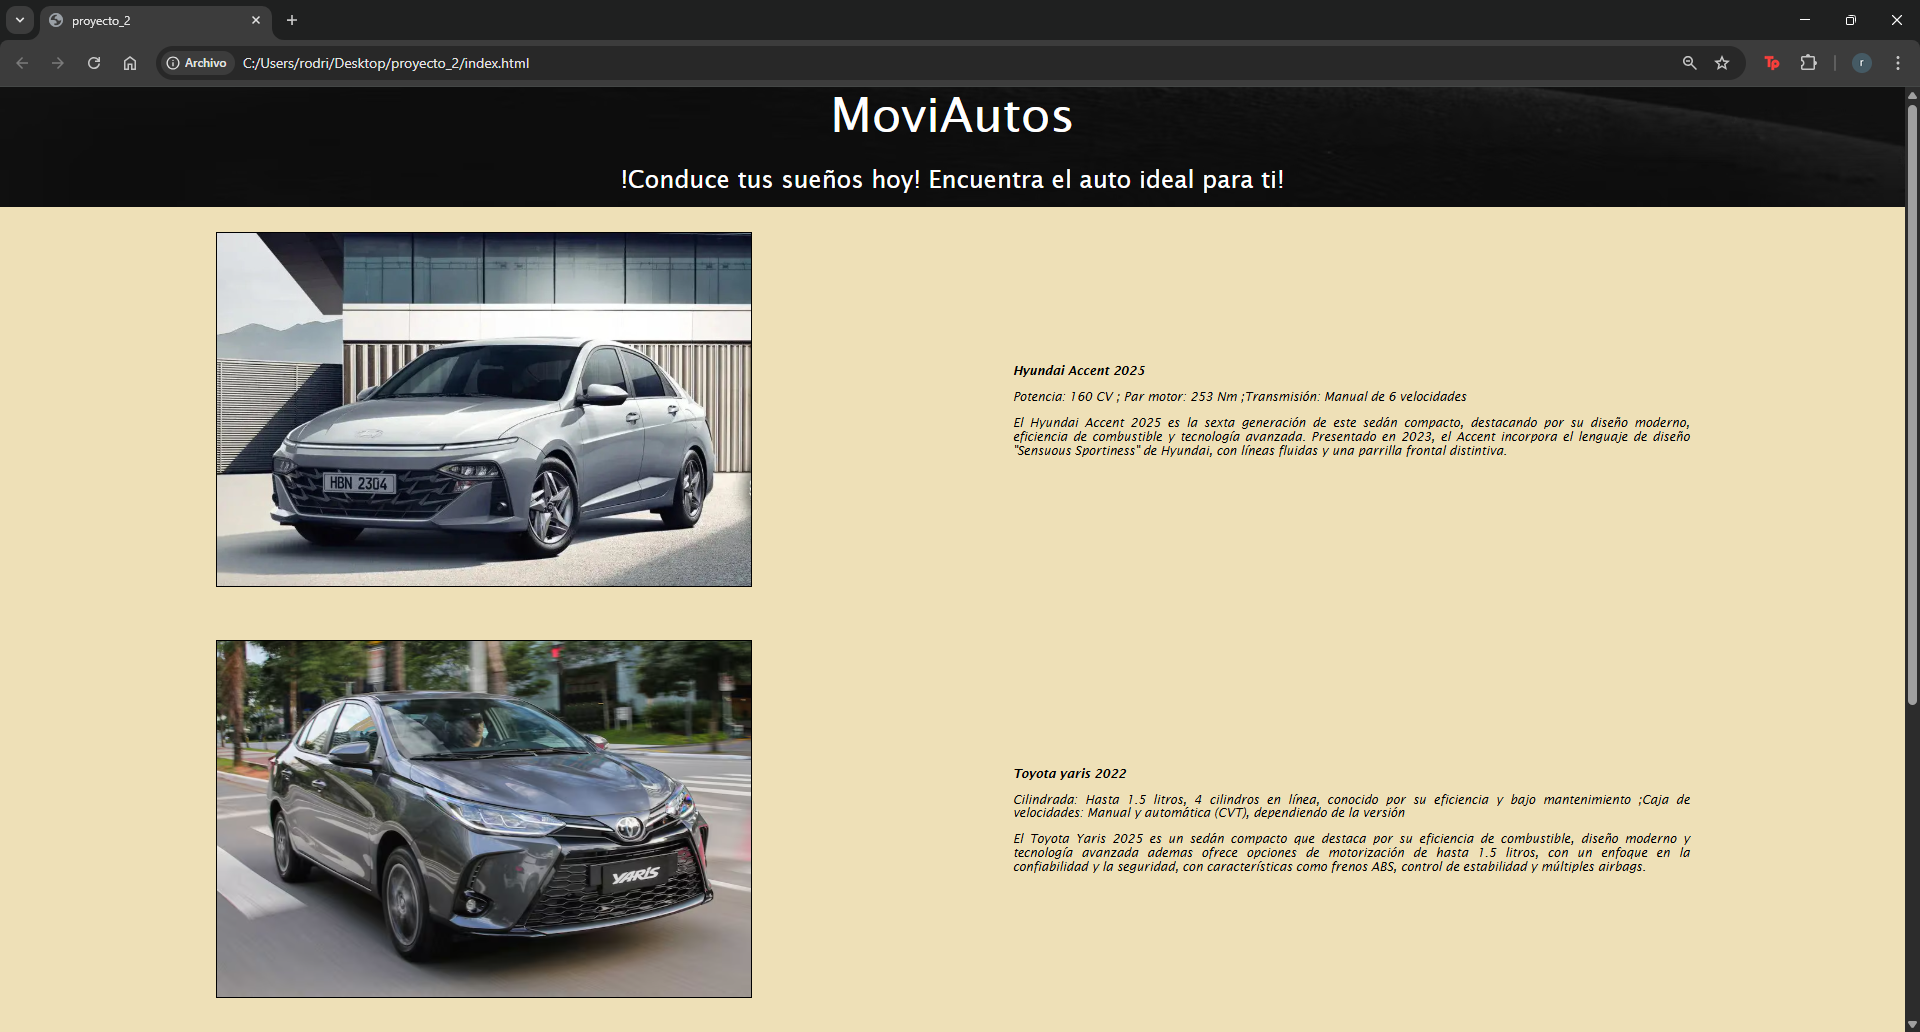 proyecto_2
Archivo
C:/Users/rodri/Desktop/proyecto_2/index.html
Tp
r
MoviAutos
!Conduce tus sueños hoy! Encuentra el auto ideal para ti!
HBN 2304
Hyundai Accent 2025
Potencia: 160 CV ; Par motor: 253 Nm ;Transmisión: Manual de 6 velocidades
El Hyundai Accent 2025 es la sexta generación de este sedán compacto, destacando por su diseño moderno,
eficiencia de combustible y tecnología avanzada. Presentado en 2023, el Accent incorpora el lenguaje de diseño
"Sensuous Sportiness" de Hyundai, con líneas fluidas y una parrilla frontal distintiva.
YARIS
Toyota yaris 2022
Cilindrada: Hasta 1.5 litros, 4 cilindros en línea, conocido por su eficiencia y bajo mantenimiento ;Caja de
velocidades: Manual y automática (CVT), dependiendo de la versión
El Toyota Yaris 2025 es un sedán compacto que destaca por su eficiencia de combustible, diseño moderno y
tecnología avanzada ademas ofrece opciones de motorización de hasta 1.5 litros, con un enfoque en la
confiabilidad y la seguridad, con características como frenos ABS, control de estabilidad y múltiples airbags.